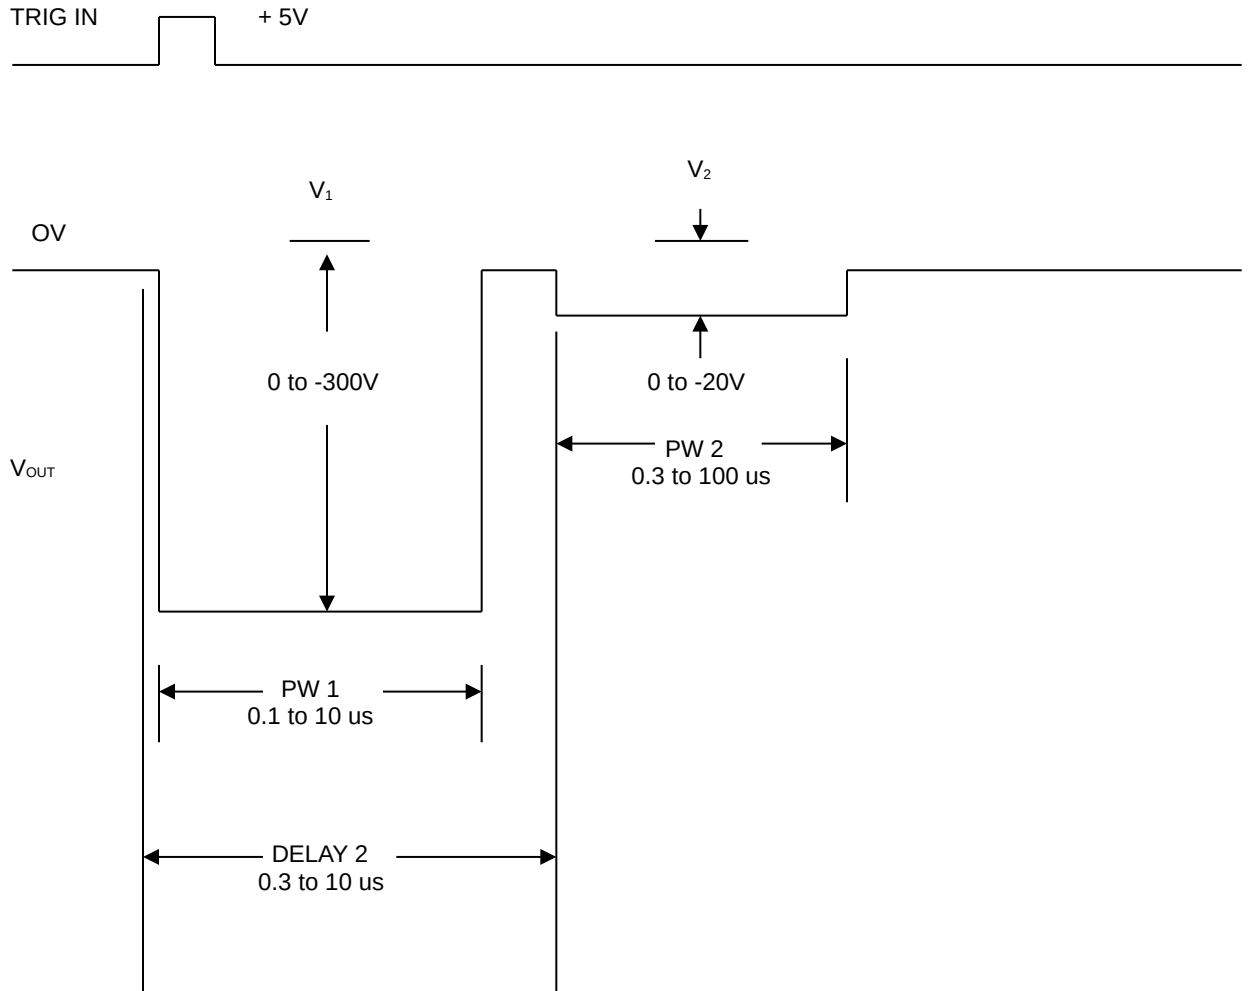 TRIG IN
+ 5V
V2
V1
OV
0 to -300V
0 to -20V
PW 2
0.3 to 100 us
VOUT
PW 1
0.1 to 10 us
DELAY 2
0.3 to 10 us